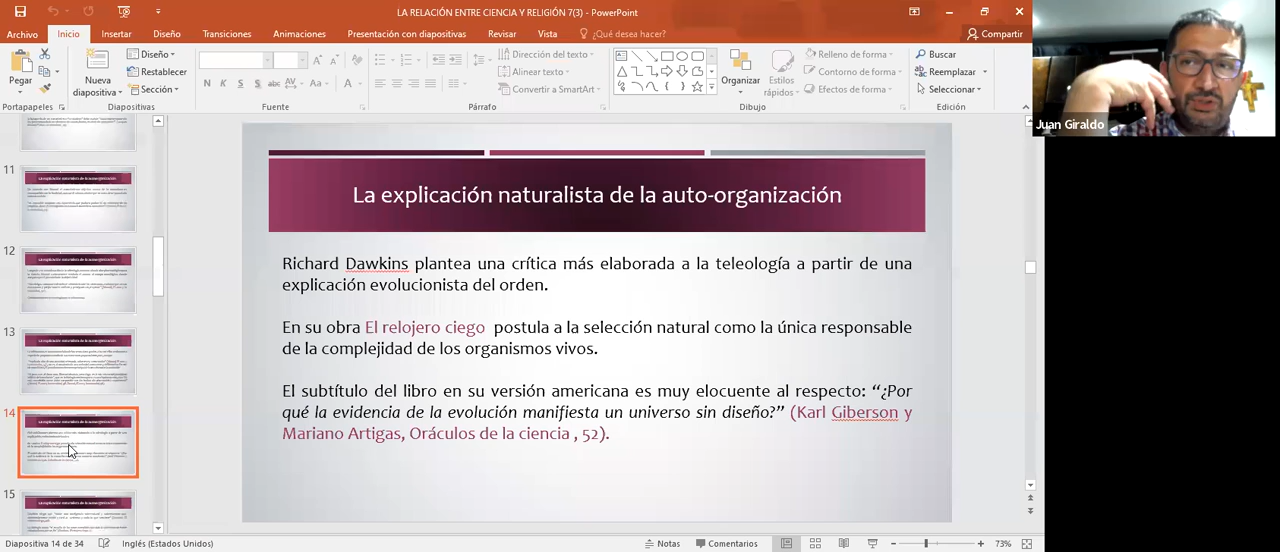 LA RELACIÓN ENTRE CIENCIA Y RELIGIÓN 7(3) - PowerPoint
Archivo Inicio Insertar Diseño Transiciones Animaciones Presentación con diapositivas Revisar Vista ¿Qué desea hacer? Compartir
Pegar
Nueva diapositiva
Diseño
Restablecer
Sección
N K S S abc AV Aa A
Dirección del texto
Alinear texto
Convertir a SmartArt
Organizar
Estilos rápidos
Relleno de forma
Contorno de forma
Efectos de forma
Buscar
Reemplazar
Seleccionar
Portapapeles Diapositivas Fuente Párrafo Dibujo Edición
Juan Giraldo
11
12
13
14
15
La explicación naturalista de la auto-organización
Richard Dawkins plantea una crítica más elaborada a la teología a partir de una
explicación evolucionista del orden.
En su obra El relojero ciego postula a la selección natural como la única responsable
de la complejidad de los organismos vivos.
El subtítulo del libro en su versión americana es muy elocuente al respecto: “¿Por
qué la evidencia de la evolución manifiesta un universo sin diseño? (Karl Giberson y
Mariano Artigas, Oráculos de la ciencia , 52).
Diapositiva 14 de 34 Inglés (Estados Unidos) Notas Comentarios 73%